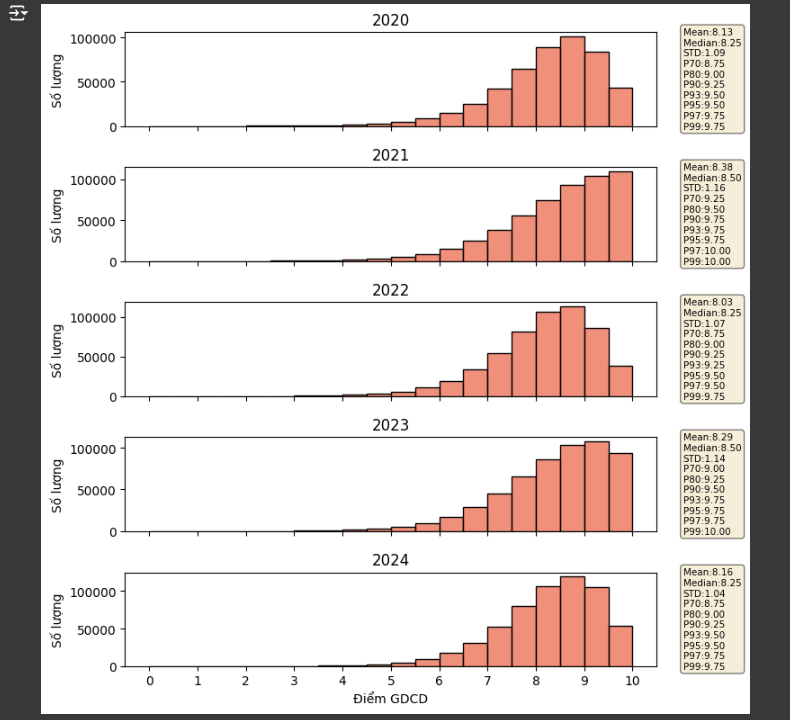 2020
100000
50000
0
Số lượng
Mean:8.13
Median:8.25
STD:1.09
P70:8.75
P80:9.00
P90:9.25
P93:9.50
P95:9.50
P97:9.75
P99:9.75
2021
100000
50000
0
Số lượng
Mean:8.38
Median:8.50
STD:1.16
P70:9.25
P80:9.50
P90:9.75
P93:9.75
P95:9.75
P97:10.00
P99:10.00
2022
100000
50000
0
Số lượng
Mean:8.03
Median:8.25
STD:1.07
P70:8.75
P80:9.00
P90:9.25
P93:9.25
P95:9.50
P97:9.50
P99:9.75
2023
100000
50000
0
Số lượng
Mean:8.29
Median:8.50
STD:1.14
P70:9.00
P80:9.25
P90:9.50
P93:9.75
P95:9.75
P97:9.75
P99:10.00
2024
100000
50000
0
Số lượng
Mean:8.16
Median:8.25
STD:1.04
P70:8.75
P80:9.00
P90:9.25
P93:9.50
P95:9.50
P97:9.75
P99:9.75
0 1 2 3 4 5 6 7 8 9 10
Điểm GDCD